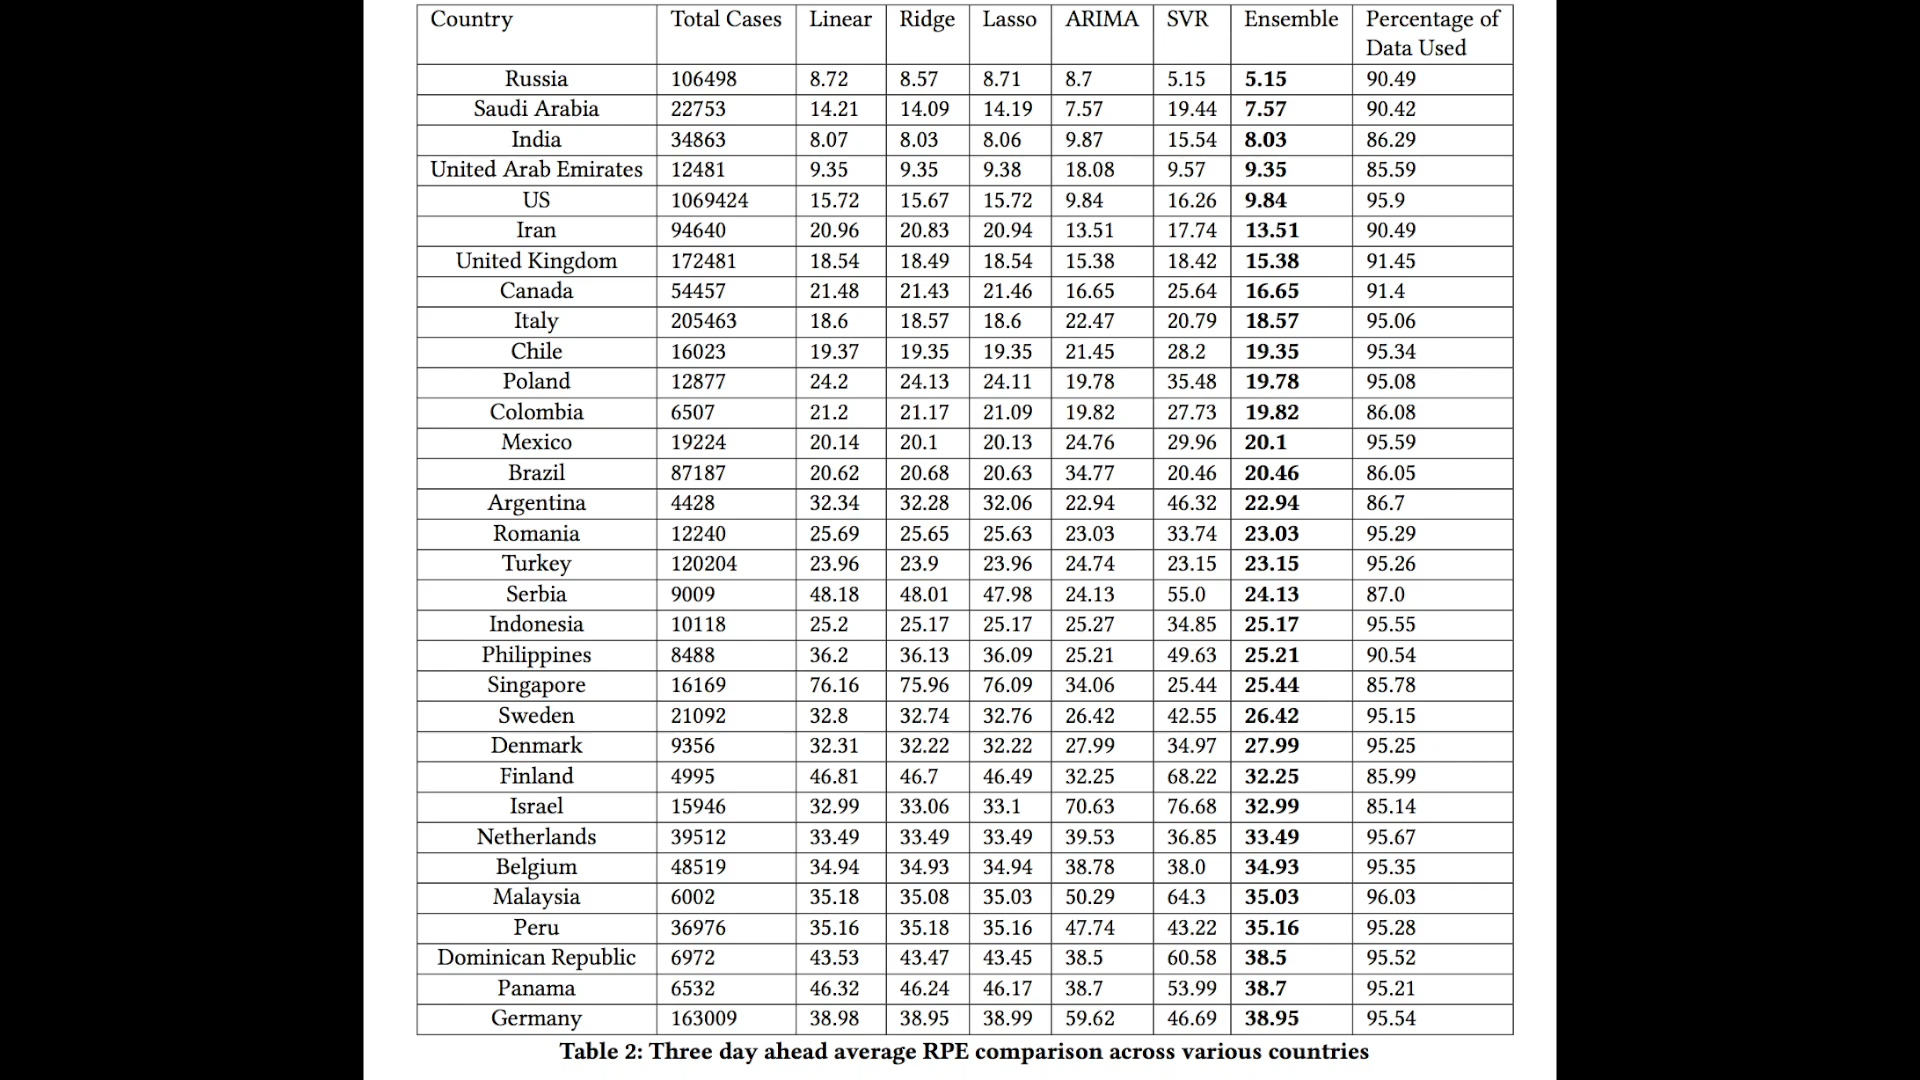 Country Total Cases Linear Ridge Lasso ARIMA SVR Ensemble Percentage of
Data Used
Russia 106498 8.72 8.57 8.71 8.7 5.15 5.15 90.49
Saudi Arabia 22753 14.21 14.09 14.19 7.57 19.44 7.57 90.42
India 34863 8.07 8.03 8.06 9.87 15.54 8.03 86.29
United Arab Emirates 12481 9.35 9.35 9.38 18.08 9.57 9.35 85.59
US 1069424 15.72 15.67 15.72 9.84 16.26 9.84 95.9
Iran 94640 20.96 20.83 20.94 13.51 17.74 13.51 90.49
United Kingdom 172481 18.54 18.49 18.54 15.38 18.42 15.38 91.45
Canada 54457 21.48 21.43 21.46 16.65 25.64 16.65 91.4
Italy 205463 18.6 18.57 18.6 22.47 20.79 18.57 95.06
Chile 16023 19.37 19.35 19.35 21.45 28.2 19.35 95.34
Poland 12877 24.2 24.13 24.11 19.78 35.48 19.78 95.08
Colombia 6507 21.2 21.17 21.09 19.82 27.73 19.82 86.08
Mexico 19224 20.14 20.1 20.13 24.76 29.96 20.1 95.59
Brazil 87187 20.62 20.68 20.63 34.77 20.46 20.46 86.05
Argentina 4428 32.34 32.28 32.06 22.94 46.32 22.94 86.7
Romania 12240 25.69 25.65 25.63 23.03 33.74 23.03 95.29
Turkey 120204 23.96 23.9 23.96 24.74 23.15 23.15 95.26
Serbia 9009 48.18 48.01 47.98 24.13 55.0 24.13 87.0
Indonesia 10118 25.2 25.17 25.17 25.27 34.85 25.17 95.55
Philippines 8488 36.2 36.13 36.09 25.21 49.63 25.21 90.54
Singapore 16169 76.16 75.96 76.09 34.06 25.44 25.44 85.78
Sweden 21092 32.8 32.74 32.76 26.42 42.55 26.42 95.15
Denmark 9356 32.31 32.22 32.22 27.99 34.97 27.99 95.25
Finland 4995 46.81 46.7 46.49 32.25 68.22 32.25 85.99
Israel 15946 32.99 33.06 33.1 70.63 76.68 32.99 85.14
Netherlands 39512 33.49 33.49 33.49 39.53 36.85 33.49 95.67
Belgium 48519 34.94 34.93 34.94 38.78 38.0 34.93 95.35
Malaysia 6002 35.18 35.08 35.03 50.29 64.3 35.03 96.03
Peru 36976 35.16 35.18 35.16 47.74 43.22 35.16 95.28
Dominican Republic 6972 43.53 43.47 43.45 38.5 60.58 38.5 95.52
Panama 6532 46.32 46.24 46.17 38.7 53.99 38.7 95.21
Germany 163009 38.98 38.95 38.99 59.62 46.69 38.95 95.54
Table 2: Three day ahead average RPE comparison across various countries